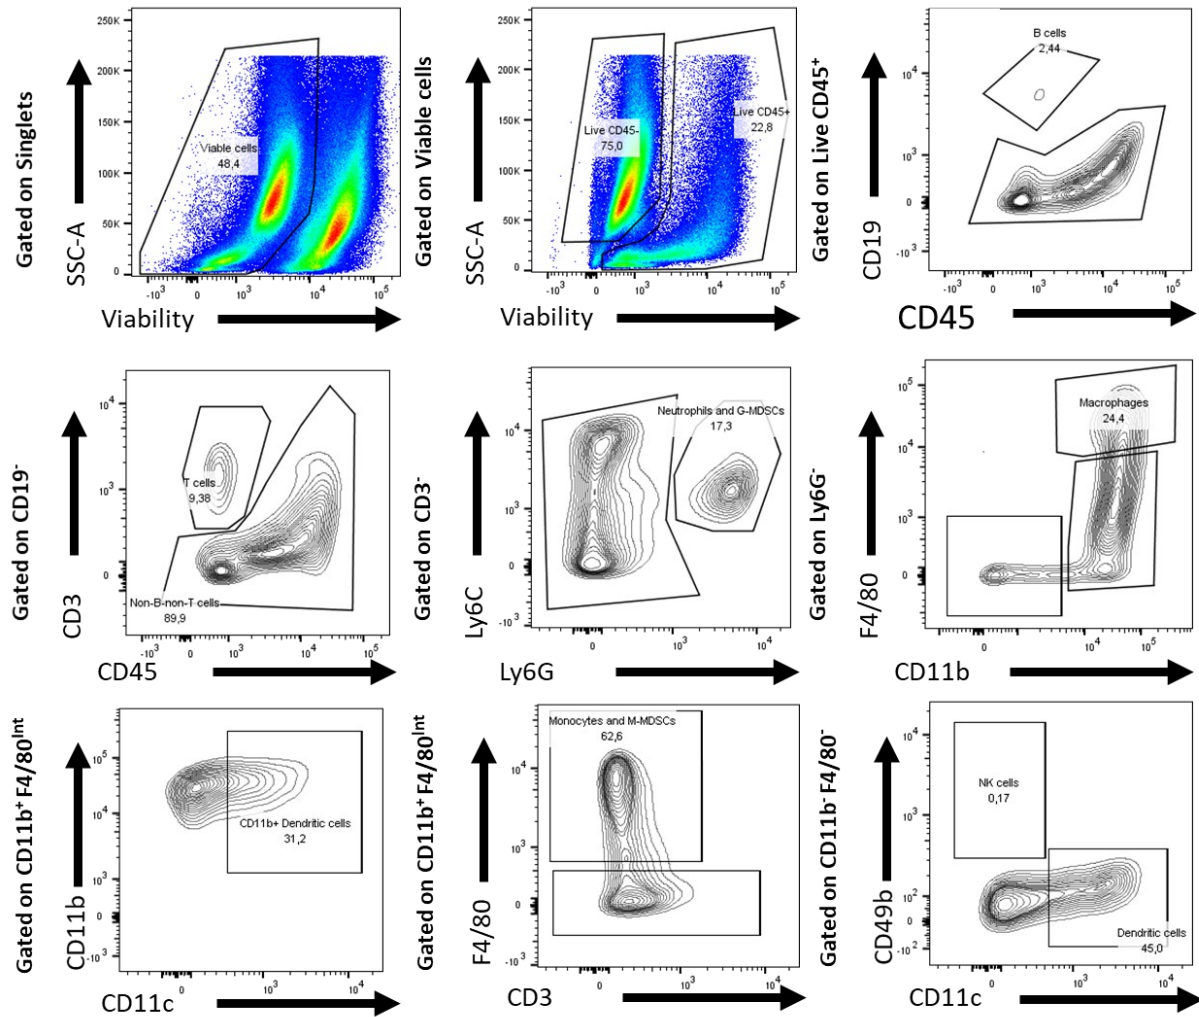 Gated on Singlets
SSC-A
250K
200K
150K
100K
50K
0
Viable cells
48,4
-10³ 0 10³ 10⁴ 10⁵
Viability
Gated on Viable cells
SSC-A
250K
200K
150K
100K
50K
0
Live CD45-
75,0
Live CD45+
22,8
-10³ 0 10³ 10⁴ 10⁵
Viability
Gated on Live CD45⁺
CD19
10⁴
10³
0
-10³
B cells
2,44
-10³ 0 10³ 10⁴ 10⁵
CD45
Gated on CD19⁻
CD3
10⁴
10³
0
T cells
9,38
Non-B-non-T cells
89,9
-10³ 0 10³ 10⁴ 10⁵
CD45
Gated on CD3⁻
Ly6C
10⁴
10³
0
-10³
Neutrophils and G-MDSCs
17,3
0 10³ 10⁴
Ly6G
Gated on Ly6G⁻
F4/80
10⁵
10⁴
10³
0
Macrophages
24,4
0 10⁴ 10⁵
CD11b
Gated on CD11b⁺ F4/80ᴵⁿᵗ
CD11b
10⁵
10⁴
10³
-10³
CD11b+ Dendritic cells
31,2
0 10³ 10⁴
CD11c
Gated on CD11b⁺ F4/80ᴵⁿᵗ
F4/80
10⁴
10³
0
-10³
Monocytes and M-MDSCs
62,6
0 10³ 10⁴
CD3
Gated on CD11b⁻ F4/80⁻
CD49b
10⁴
10³
10²
0
-10²
NK cells
0,17
Dendritic cells
45,0
0 10³ 10⁴
CD11c